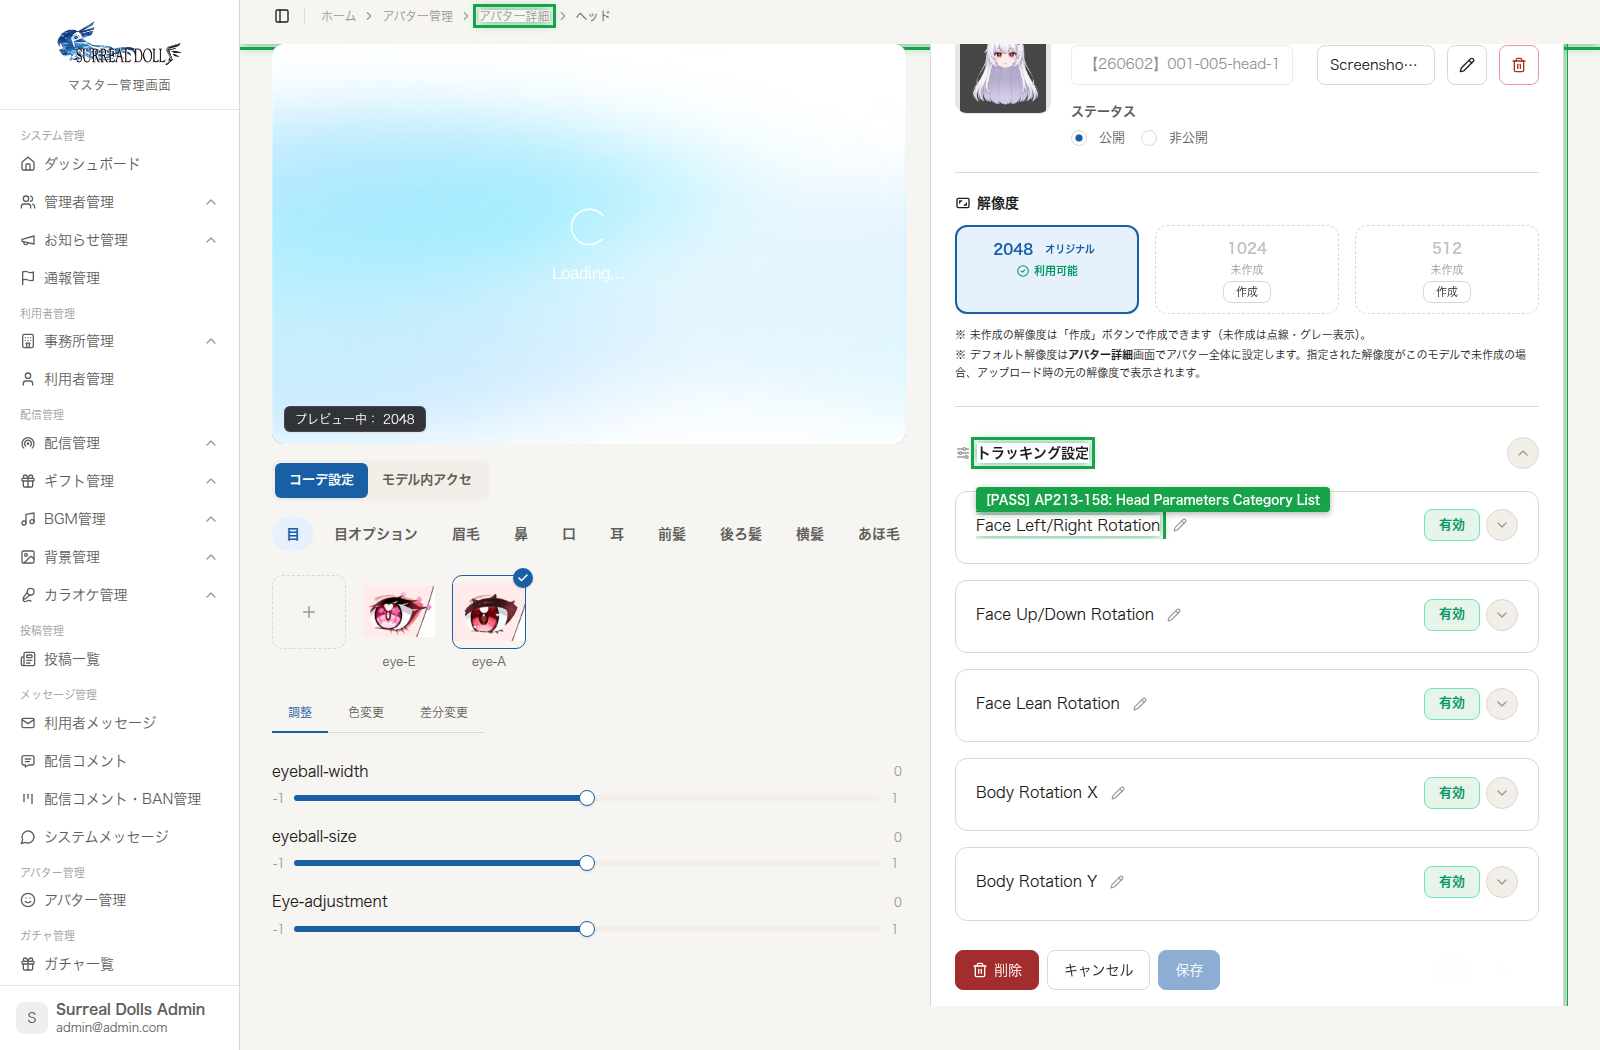 SURREAL DOLLS
マスター管理画面
システム管理
ダッシュボード
管理者管理
お知らせ管理
通報管理
利用者管理
事務所管理
利用者管理
配信管理
配信管理
ギフト管理
BGM管理
背景管理
カラオケ管理
投稿管理
投稿一覧
メッセージ管理
利用者メッセージ
配信コメント
配信コメント・BAN管理
システムメッセージ
アバター管理
アバター管理
ガチャ管理
ガチャ一覧
S
Surreal Dolls Admin
admin@admin.com
ホーム
アバター管理
アバター詳細
ヘッド
Loading...
プレビュー中： 2048
コーデ設定
モデル内アクセ
目
目オプション
眉毛
鼻
口
耳
前髪
後ろ髪
横髪
あほ毛
eye-E
eye-A
調整
色変更
差分変更
eyeball-width
0
-1
1
eyeball-size
0
-1
1
Eye-adjustment
0
-1
1
【260602】001-005-head-1
Screensho…
ステータス
公開
非公開
解像度
2048 オリジナル
利用可能
1024
未作成
作成
512
未作成
作成
※ 未作成の解像度は「作成」ボタンで作成できます（未作成は点線・グレー表示）。
※ デフォルト解像度はアバター詳細画面でアバター全体に設定します。指定された解像度がこのモデルで未作成の場
合、アップロード時の元の解像度で表示されます。
トラッキング設定
[PASS] AP213-158: Head Parameters Category List
Face Left/Right Rotation
有効
Face Up/Down Rotation
有効
Face Lean Rotation
有効
Body Rotation X
有効
Body Rotation Y
有効
削除
キャンセル
保存